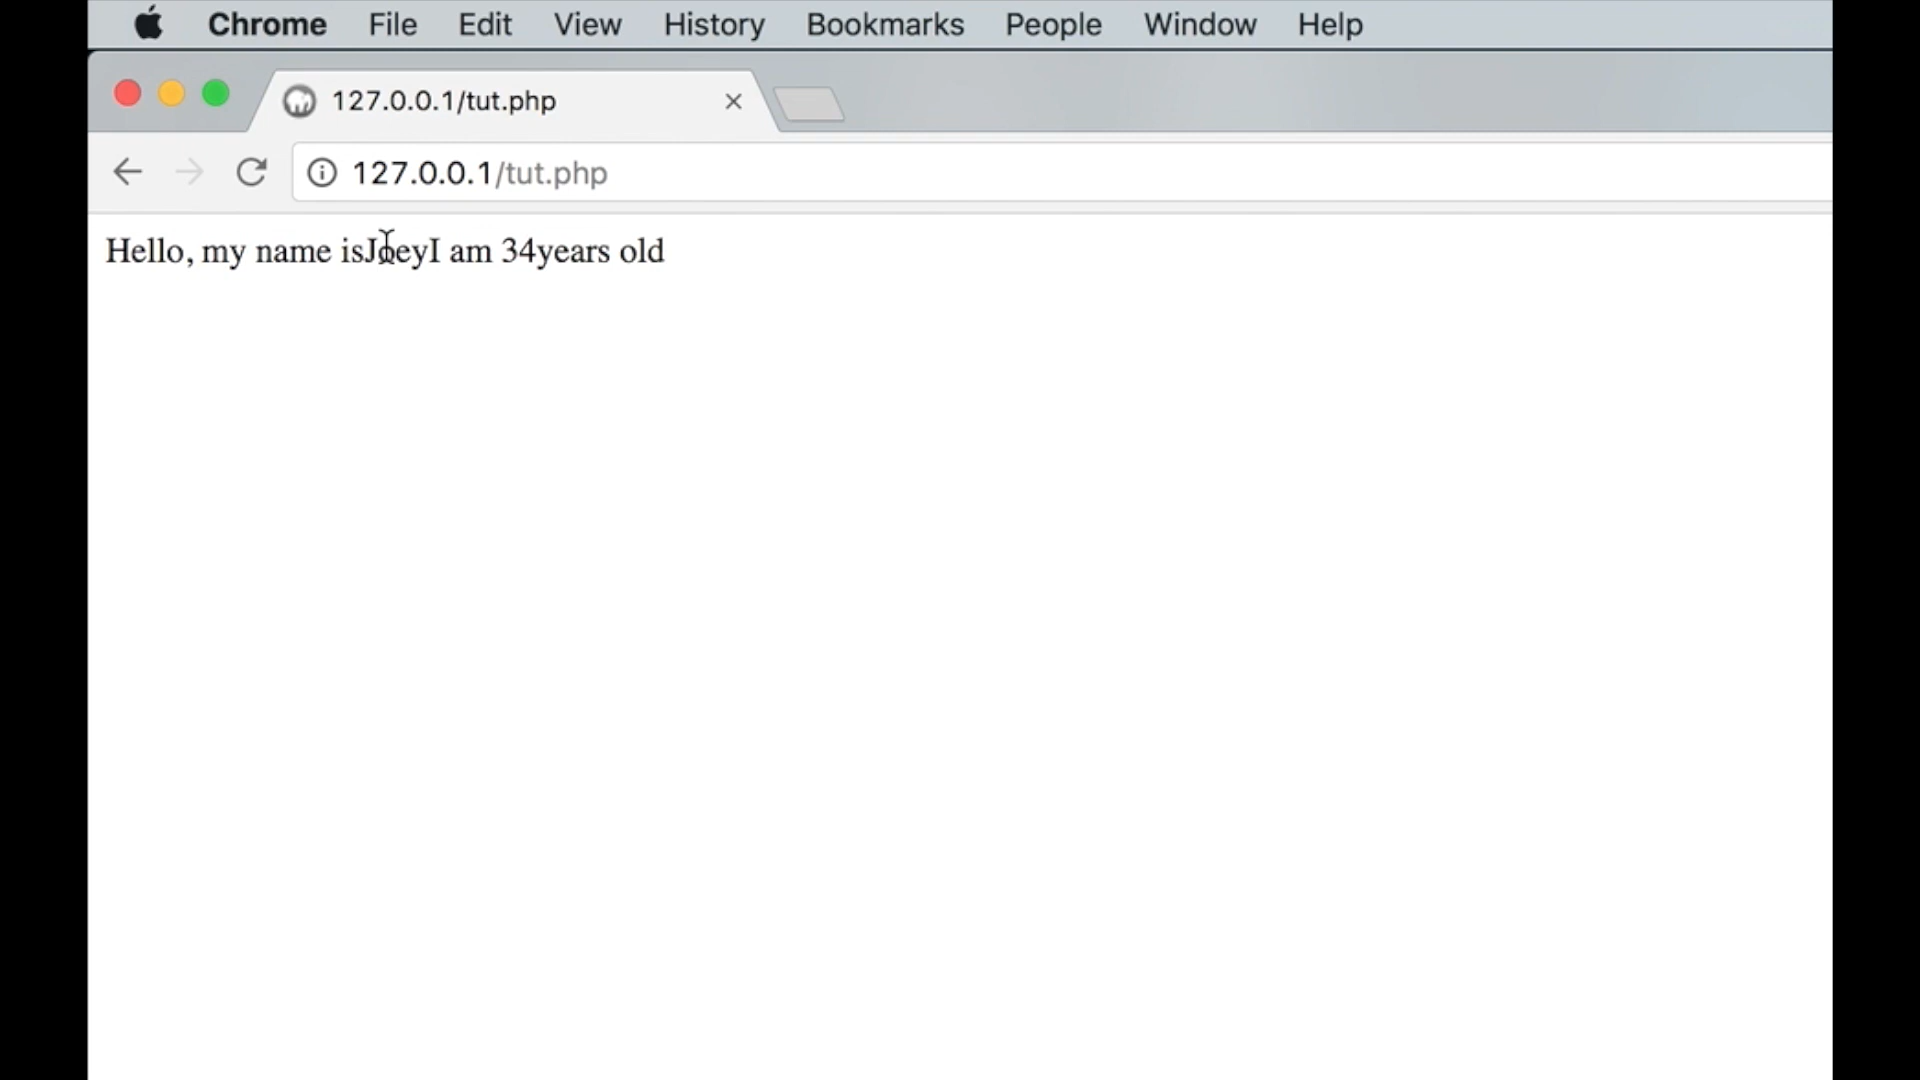 Chrome File Edit View History Bookmarks People Window Help
127.0.0.1/tut.php
127.0.0.1/tut.php
Hello, my name isJoeyI am 34years old